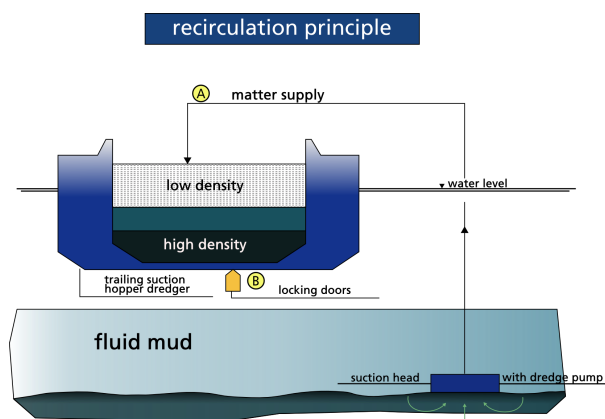 recirculation principle
A
matter supply
low density
water level
high density
trailing suction
hopper dredger
B
locking doors
fluid mud
suction head
with dredge pump